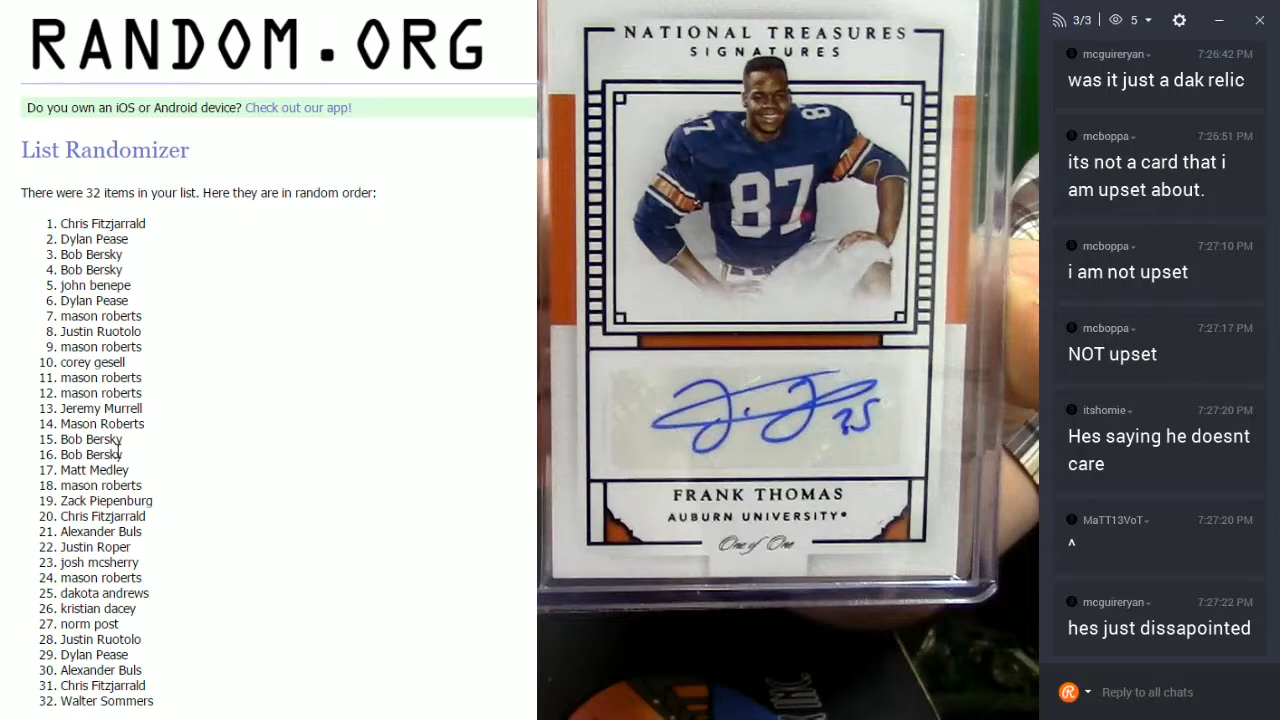 RANDOM.ORG
Do you own an iOS or Android device? Check out our app!
List Randomizer
There were 32 items in your list. Here they are in random order:
1. Chris Fitzjarrald
2. Dylan Pease
3. Bob Bersky
4. Bob Bersky
5. john benepe
6. Dylan Pease
7. mason roberts
8. Justin Ruotolo
9. mason roberts
10. corey gesell
11. mason roberts
12. mason roberts
13. Jeremy Murrell
14. Mason Roberts
15. Bob Bersky
16. Bob Bersky
17. Matt Medley
18. mason roberts
19. Zack Piepenburg
20. Chris Fitzjarrald
21. Alexander Buls
22. Justin Roper
23. josh mcsherry
24. mason roberts
25. dakota andrews
26. kristian dacey
27. norm post
28. Justin Ruotolo
29. Dylan Pease
30. Alexander Buls
31. Chris Fitzjarrald
32. Walter Sommers
NATIONAL TREASURES
SIGNATURES
87
87
87
35
FRANK THOMAS
AUBURN UNIVERSITY®
One of One
3/3 5
mcguireryan 7:26:42 PM
was it just a dak relic
mcboppa 7:26:51 PM
its not a card that i
am upset about.
mcboppa 7:27:10 PM
i am not upset
mcboppa 7:27:17 PM
NOT upset
itshomie 7:27:20 PM
Hes saying he doesnt
care
MaTT13VoT 7:27:20 PM
^
mcguireryan 7:27:22 PM
hes just dissapointed
Reply to all chats